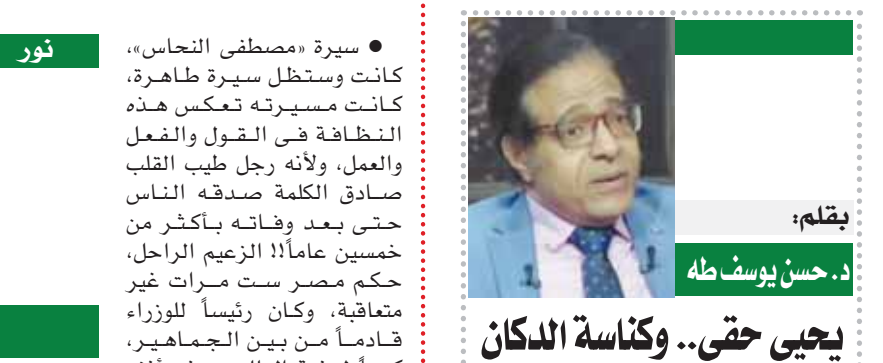 بقلم:
د. حسن يوسف طه
يحيى حقى.. وكناسة الدكان
● سيرة «مصطفى النحاس»،
كانت وستظل سيرة طاهرة،
كانت مسيرته تعكس هذه
النظافة فى القول والفعل
والعمل، ولأنه رجل طيب القلب
صادق الكلمة صدقه الناس
حتى بعد وفاته بأكثر من
خمسين عاماً!! الزعيم الراحل،
حكم مصر ست مرات غير
متعاقبة، وكان رئيساً للوزراء
قادماً من بين الجماهير،
نور